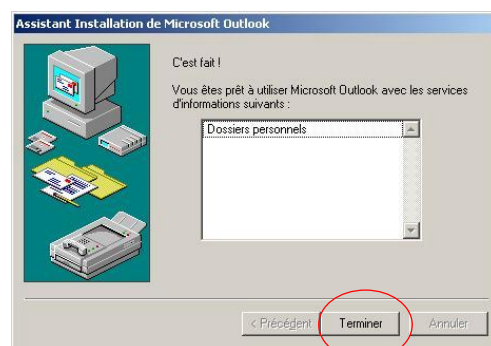 Assistant Installation de Microsoft Outlook
C'est fait !
Vous êtes prêt à utiliser Microsoft Outlook avec les services
d'informations suivants :
Dossiers personnels
< Précédent Terminer Annuler